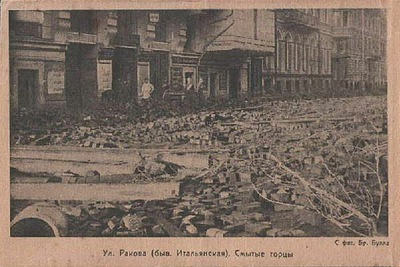 С фот. Бр. Булла
Ул. Ракова (быв. Итальянская). Смытые торцы